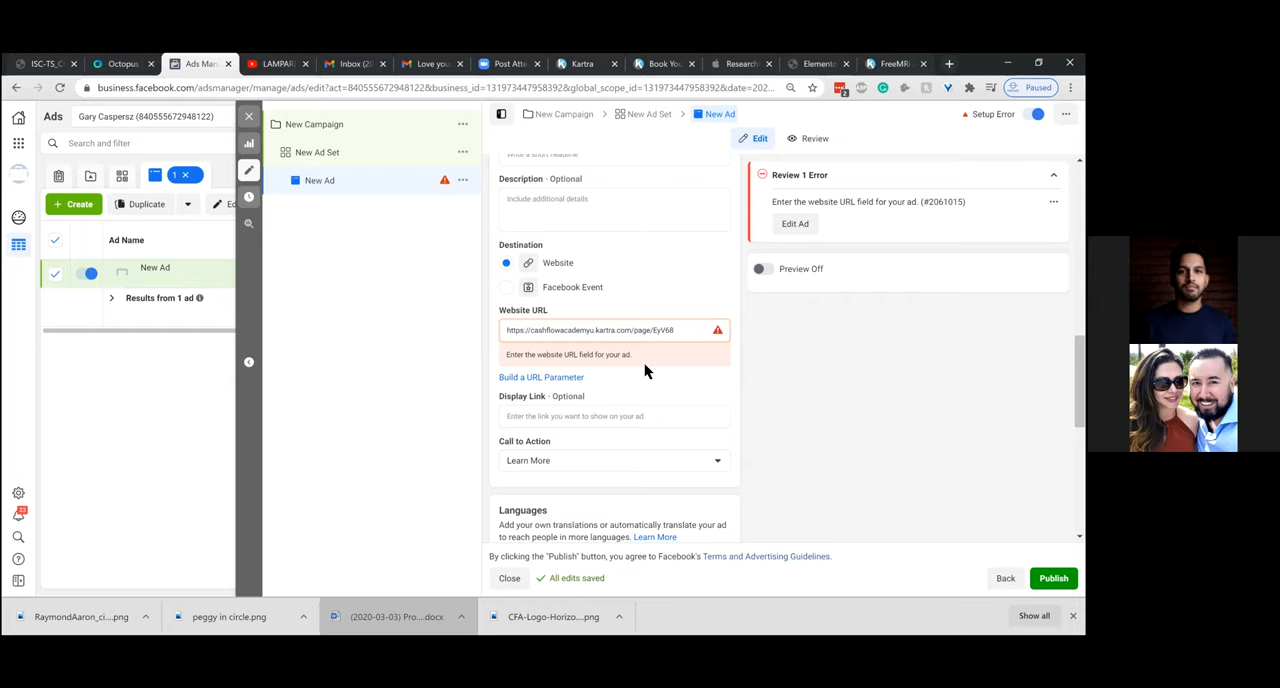 ISC-TS_C
Octopus
Ads Man
LAMPAR
Inbox (20
Love you
Post Atte
Kartra
Book You
Research
Elemento
FreeMRi
business.facebook.com/adsmanager/manage/ads/edit?act=840555672948122&business_id=131973447958392&global_scope_id=131973447958392&date=202...
2
Paused
Ads
Gary Caspersz (840555672948122)
Search and filter
1
Create
Duplicate
Ad Name
New Ad
Results from 1 ad
23
New Campaign
New Ad Set
New Ad
New Campaign
New Ad Set
New Ad
Setup Error
Edit
Review
Write a short headline
Description · Optional
Include additional details
Destination
Website
Facebook Event
Website URL
https://cashflowacademyu.kartra.com/page/EyV68
Enter the website URL field for your ad.
Build a URL Parameter
Display Link · Optional
Enter the link you want to show on your ad
Call to Action
Learn More
Languages
Add your own translations or automatically translate your ad
to reach people in more languages. Learn More
Review 1 Error
Enter the website URL field for your ad. (#2061015)
Edit Ad
Preview Off
By clicking the "Publish" button, you agree to Facebook's Terms and Advertising Guidelines.
Close
All edits saved
Back
Publish
RaymondAaron_ci....png
peggy in circle.png
(2020-03-03) Pro....docx
CFA-Logo-Horizo....png
Show all